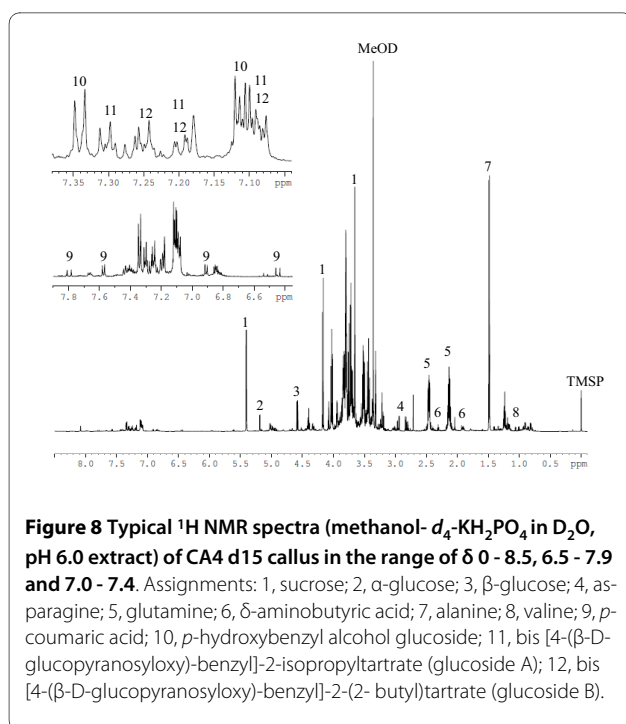 MeOD
10
10
11
11
11
12
12
12
7.35 7.30 7.25 7.20 7.15 7.10 ppm
9 9 9 9
7.8 7.6 7.4 7.2 7.0 6.8 6.6 ppm
1
1
7
1
2
3
4
5
5
6
6
8
TMSP
8.0 7.5 7.0 6.5 6.0 5.5 5.0 4.5 4.0 3.5 3.0 2.5 2.0 1.5 1.0 0.5 ppm
Figure 8 Typical ¹H NMR spectra (methanol- d₄-KH₂PO₄ in D₂O,
pH 6.0 extract) of CA4 d15 callus in the range of δ 0 - 8.5, 6.5 - 7.9
and 7.0 - 7.4. Assignments: 1, sucrose; 2, α-glucose; 3, β-glucose; 4, as-
paragine; 5, glutamine; 6, δ-aminobutyric acid; 7, alanine; 8, valine; 9, p-
coumaric acid; 10, p-hydroxybenzyl alcohol glucoside; 11, bis [4-(β-D-
glucopyranosyloxy)-benzyl]-2-isopropyltartrate (glucoside A); 12, bis
[4-(β-D-glucopyranosyloxy)-benzyl]-2-(2- butyl)tartrate (glucoside B).